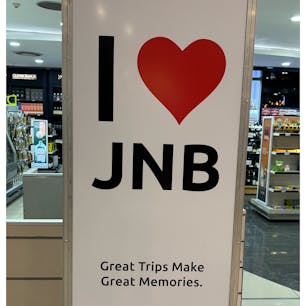 I ❤ JNB
Great Trips Make
Great Memories.